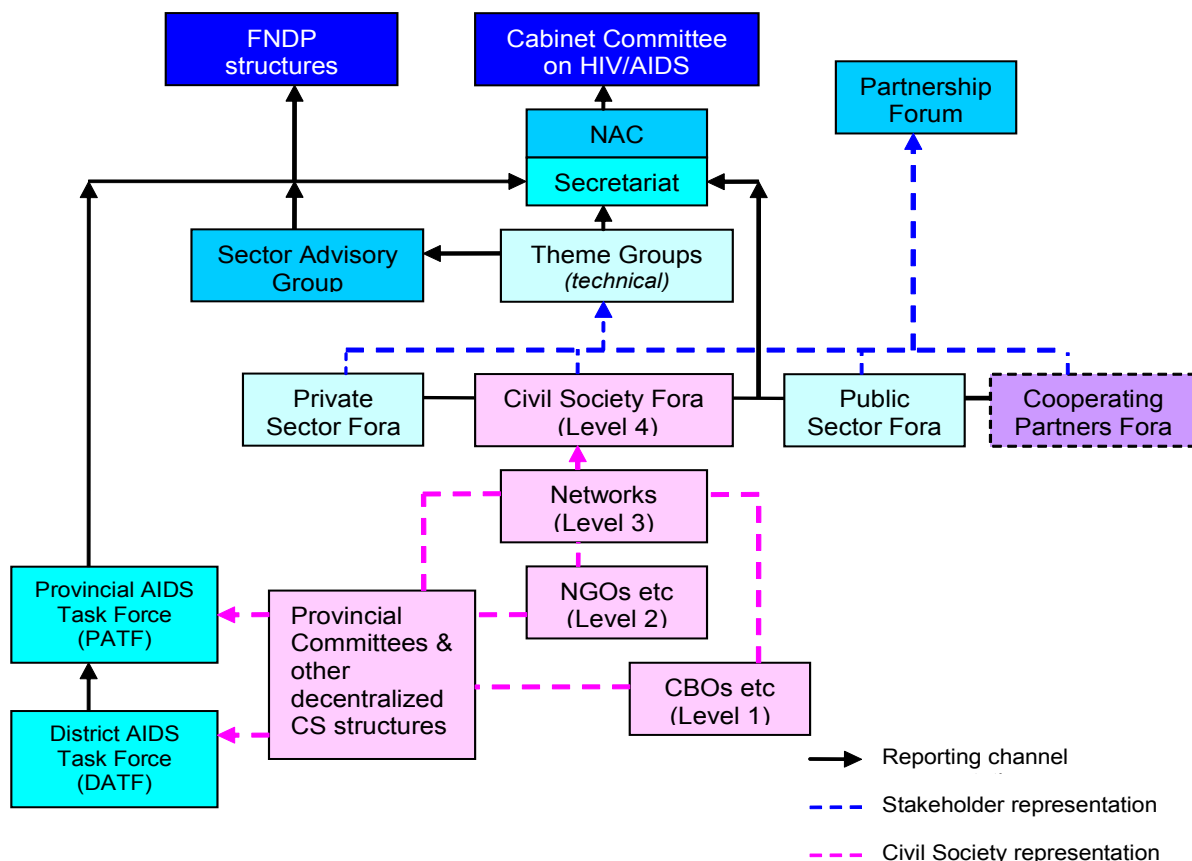 FNDP
structures
Cabinet Committee
on HIV/AIDS
Partnership
Forum
NAC
Secretariat
Sector Advisory
Group
Theme Groups
(technical)
Private
Sector Fora
Civil Society Fora
(Level 4)
Public
Sector Fora
Cooperating
Partners Fora
Networks
(Level 3)
NGOs etc
(Level 2)
Provincial AIDS
Task Force
(PATF)
Provincial
Committees &
other
decentralized
CS structures
CBOs etc
(Level 1)
District AIDS
Task Force
(DATF)
Reporting channel
Stakeholder representation
Civil Society representation